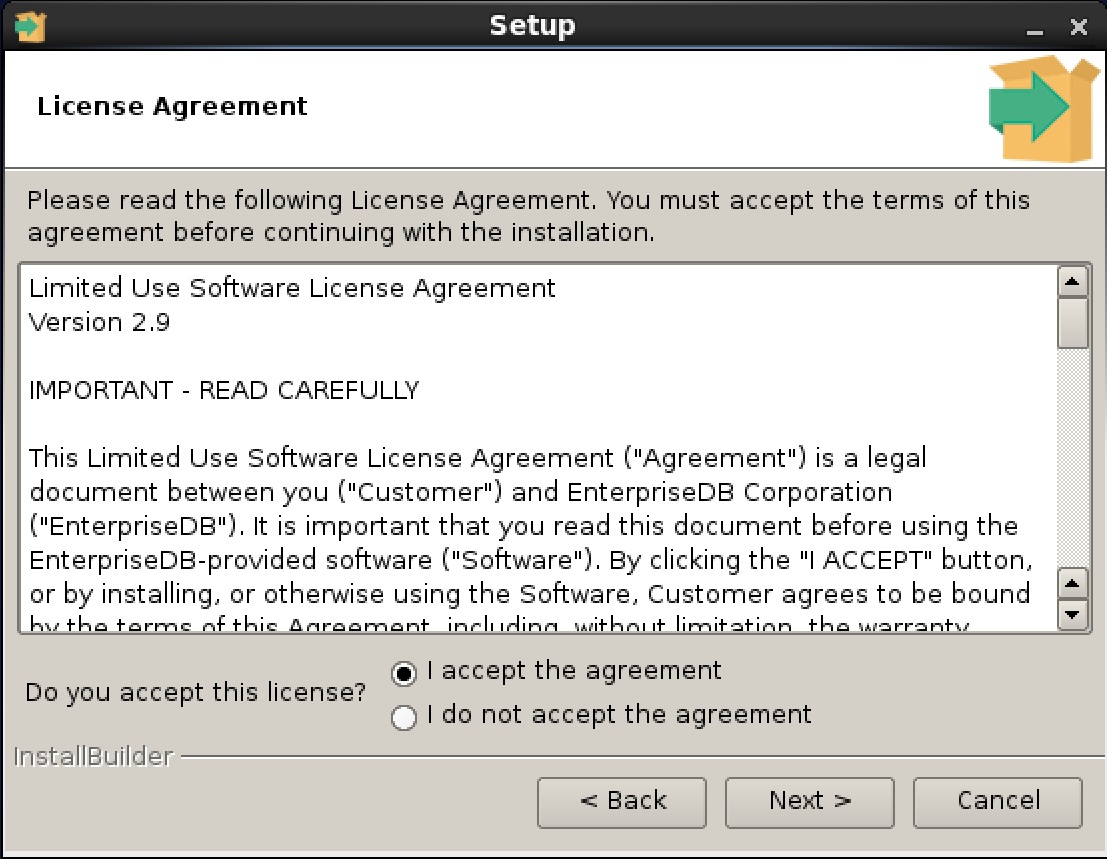 Setup
License Agreement
Please read the following License Agreement. You must accept the terms of this
agreement before continuing with the installation.
Limited Use Software License Agreement
Version 2.9
IMPORTANT - READ CAREFULLY
This Limited Use Software License Agreement ("Agreement") is a legal
document between you ("Customer") and EnterpriseDB Corporation
("EnterpriseDB"). It is important that you read this document before using the
EnterpriseDB-provided software ("Software"). By clicking the "I ACCEPT" button,
or by installing, or otherwise using the Software, Customer agrees to be bound
by the terms of this Agreement, including, without limitation, the warranty
Do you accept this license?
I accept the agreement
I do not accept the agreement
InstallBuilder
< Back
Next >
Cancel